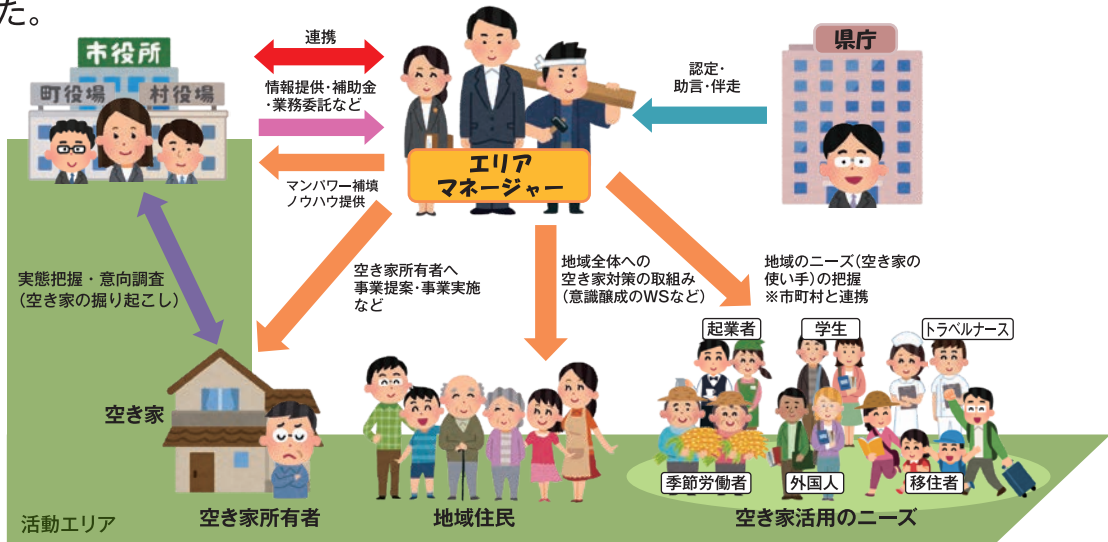 た。
市役所
町役場
村役場
連携
情報提供・補助金
・業務委託など
マンパワー補填
ノウハウ提供
エリア
マネージャー
認定・
助言・伴走
県庁
実態把握・意向調査
（空き家の掘り起こし）
空き家所有者へ
事業提案・事業実施
など
地域全体への
空き家対策の取組み
（意識醸成のWSなど）
地域のニーズ（空き家の
使い手）の把握
※市町村と連携
起業者
学生
トラベルナース
空き家
季節労働者
外国人
移住者
活動エリア
空き家所有者
地域住民
空き家活用のニーズ